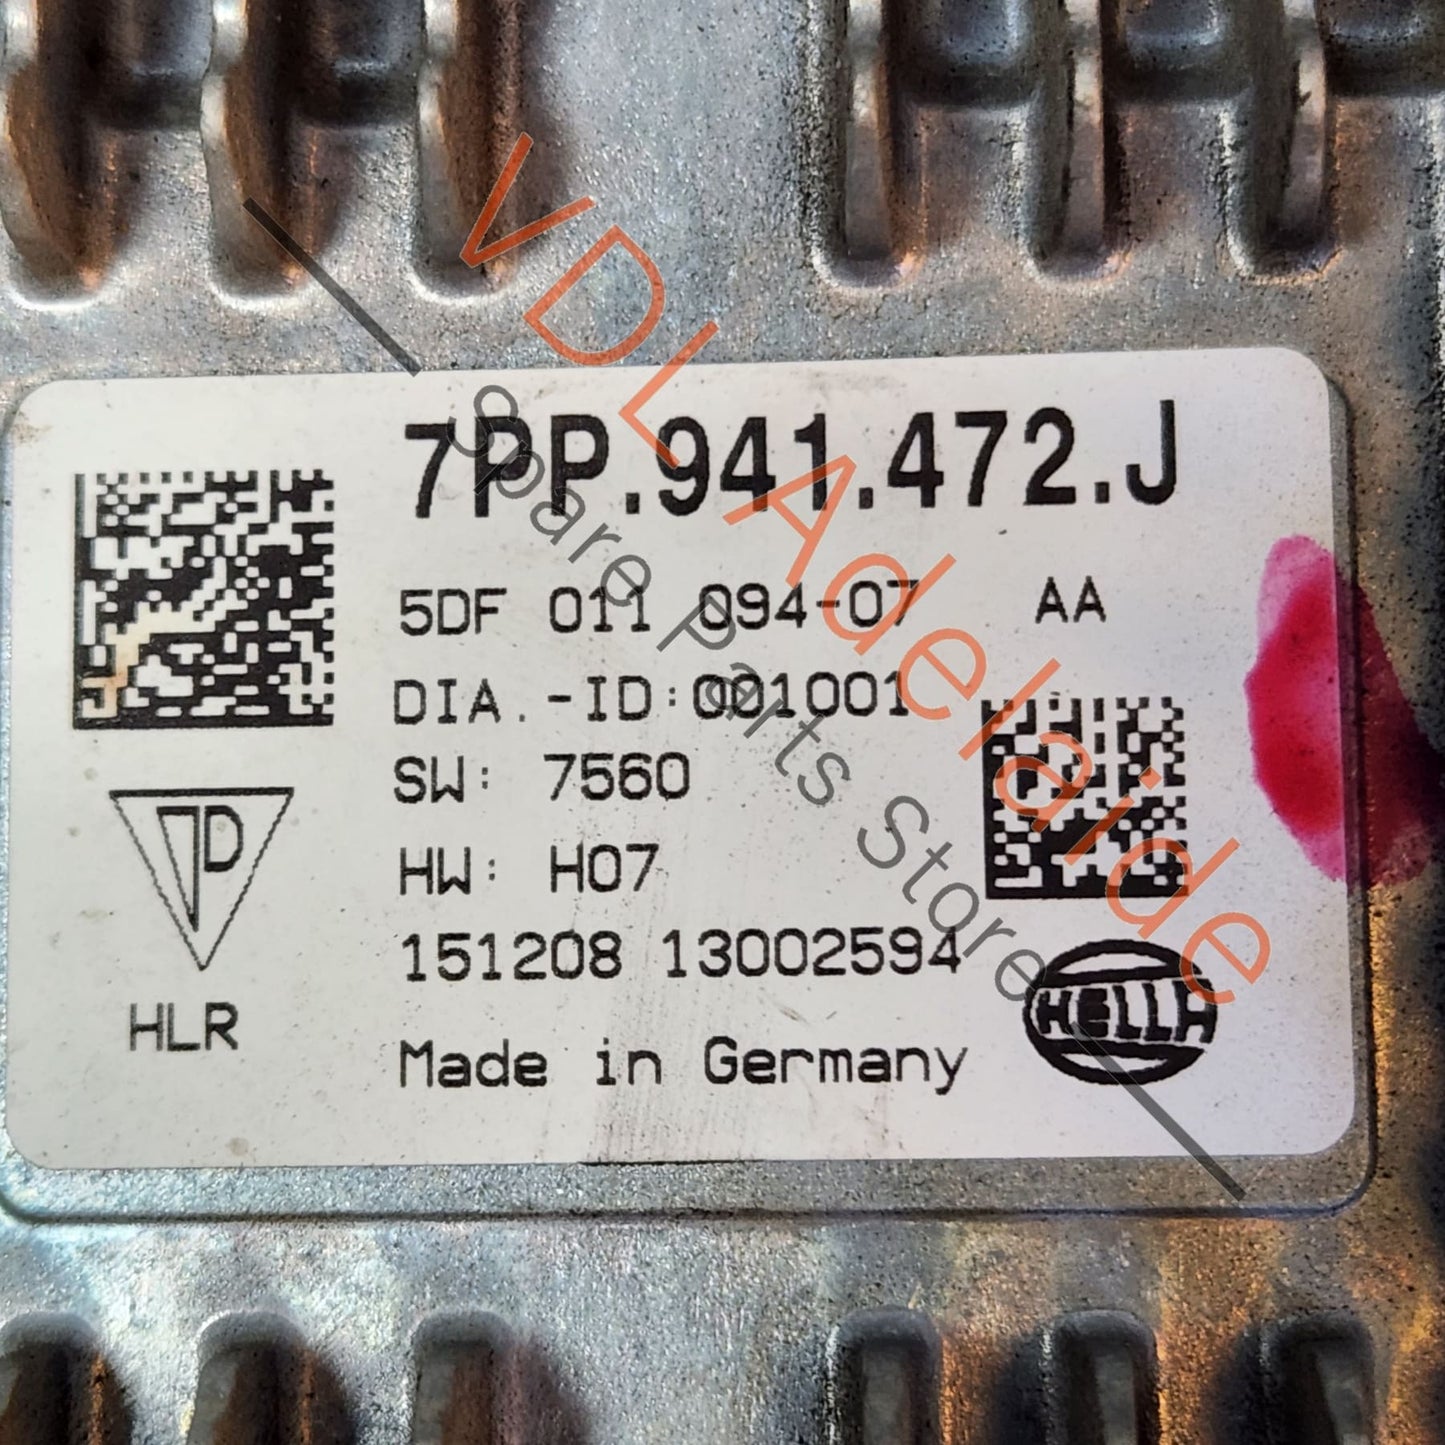 7PP.941.472.J
5DF 011 094-07 AA
DIA.-ID:001001
SW: 7560
HW: H07
151208 13002594
Made in Germany
PD
HLR
HELLA
VDL Adelaide
Spare Parts Store